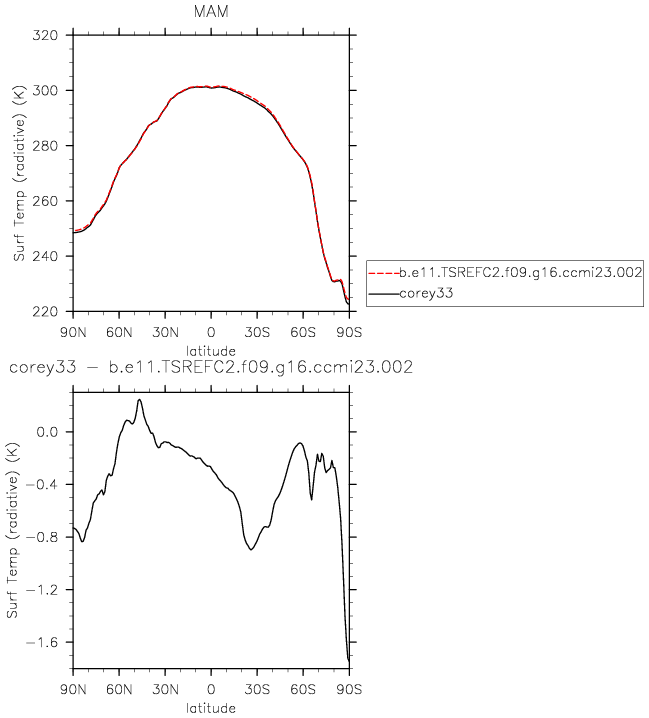 MAM
320
300
280
260
240
220
Surf Temp (radiative) (K)
90N 60N 30N 0 30S 60S 90S
latitude
b.e11.TSREFC2.f09.g16.ccmi23.002
corey33
corey33 − b.e11.TSREFC2.f09.g16.ccmi23.002
0.0
−0.4
−0.8
−1.2
−1.6
Surf Temp (radiative) (K)
90N 60N 30N 0 30S 60S 90S
latitude